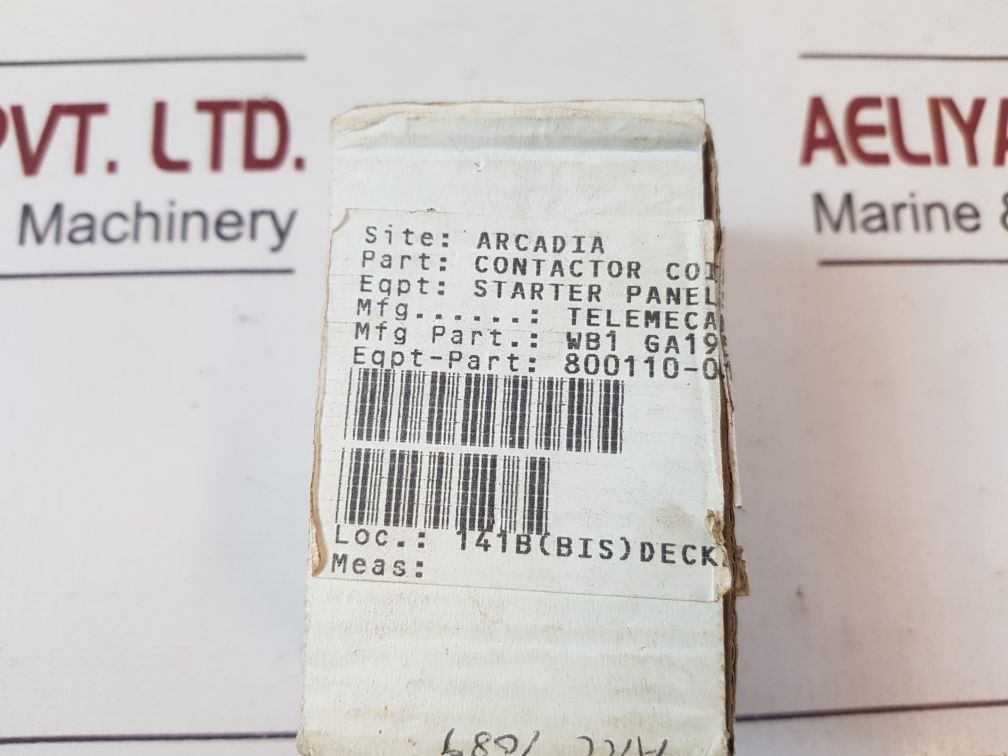 PVT. LTD.
Machinery
AELIYA
Marine &
Site: ARCADIA
Part: CONTACTOR COI
Eqpt: STARTER PANEL
Mfg......: TELEMECA
Mfg Part.: WB1 GA19
Eqpt-Part: 800110-0
Loc.: 141B(BIS)DECK
Meas: